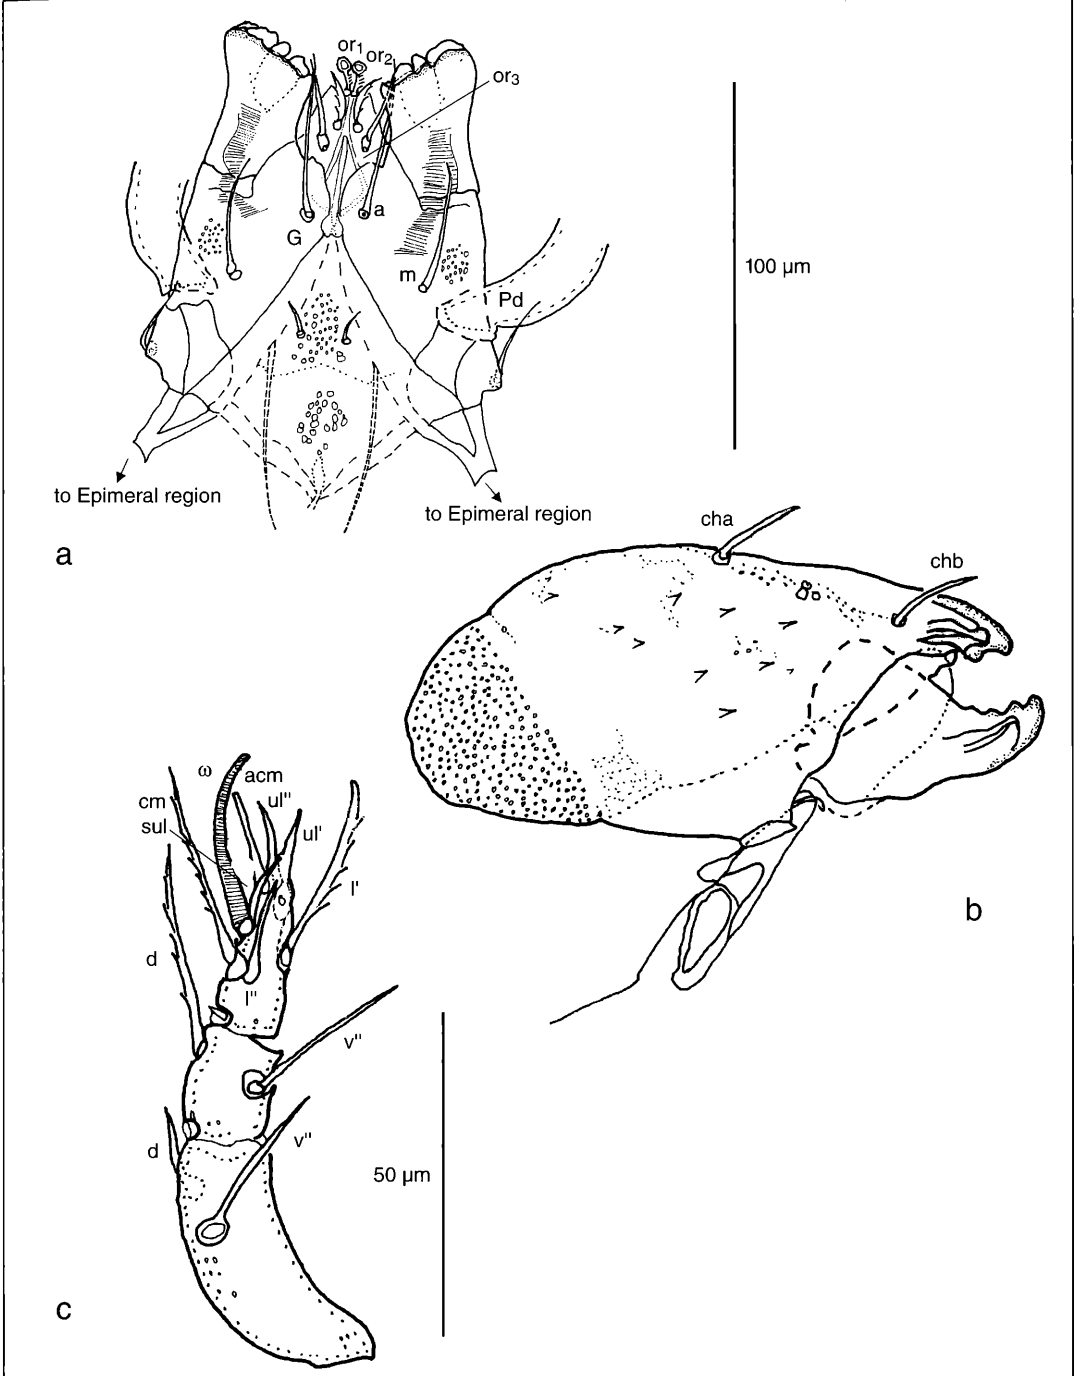 or1
or2
or3
a
G
m
Pd
100 µm
to Epimeral region
to Epimeral region
a
cha
chb
b
ω
acm
cm
ul"
sul
ul'
l'
d
l"
v"
d
v"
50 µm
c